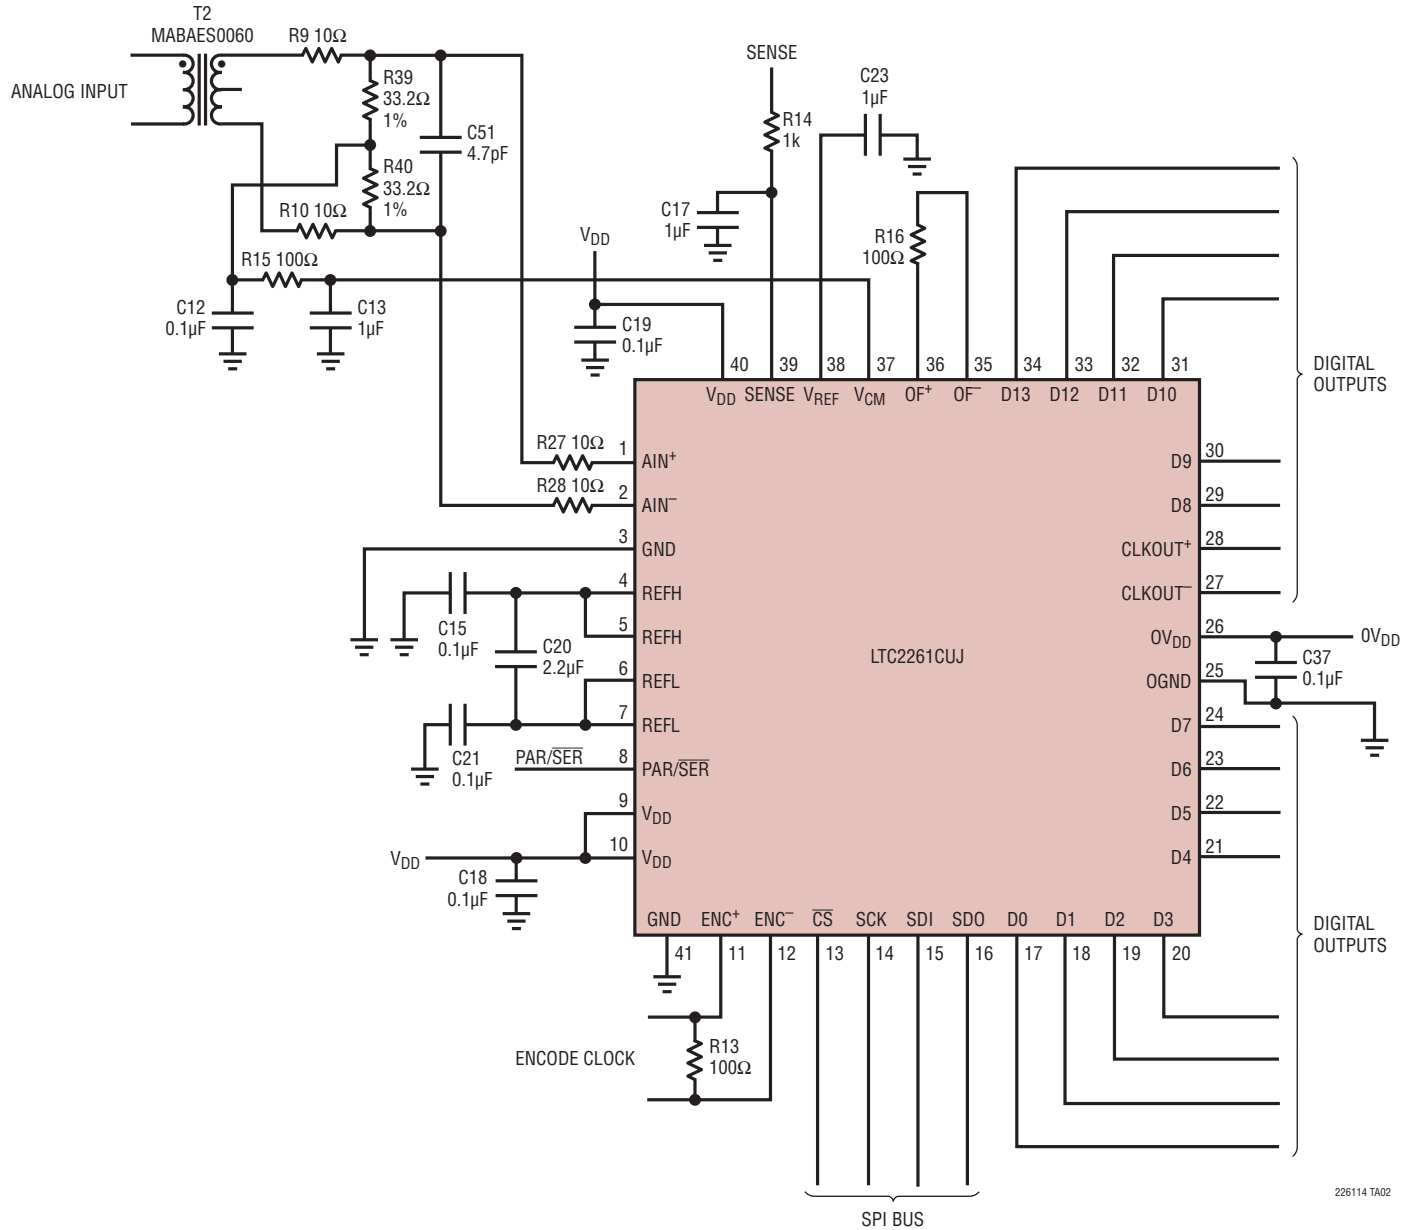 T2
MABAES0060
R9 10Ω
ANALOG INPUT
R39
33.2Ω
1%
C51
4.7pF
R40
33.2Ω
1%
R10 10Ω
R15 100Ω
C12
0.1µF
C13
1µF
SENSE
R14
1k
C23
1µF
C17
1µF
R16
100Ω
VDD
C19
0.1µF
40 39 38 37 36 35 34 33 32 31
VDD SENSE VREF VCM OF+ OF– D13 D12 D11 D10
DIGITAL
OUTPUTS
R27 10Ω
1 AIN+
R28 10Ω
2 AIN–
3 GND
4 REFH
5 REFH
6 REFL
7 REFL
8 PAR/S̅E̅R̅
9 VDD
10 VDD
C15
0.1µF
C20
2.2µF
C21
0.1µF
PAR/S̅E̅R̅
VDD
C18
0.1µF
LTC2261CUJ
D9 30
D8 29
CLKOUT+ 28
CLKOUT– 27
OVDD 26
OGND 25
D7 24
D6 23
D5 22
D4 21
0VDD
C37
0.1µF
GND ENC+ ENC– C̅S̅ SCK SDI SDO D0 D1 D2 D3
41 11 12 13 14 15 16 17 18 19 20
DIGITAL
OUTPUTS
ENCODE CLOCK
R13
100Ω
SPI BUS
226114 TA02